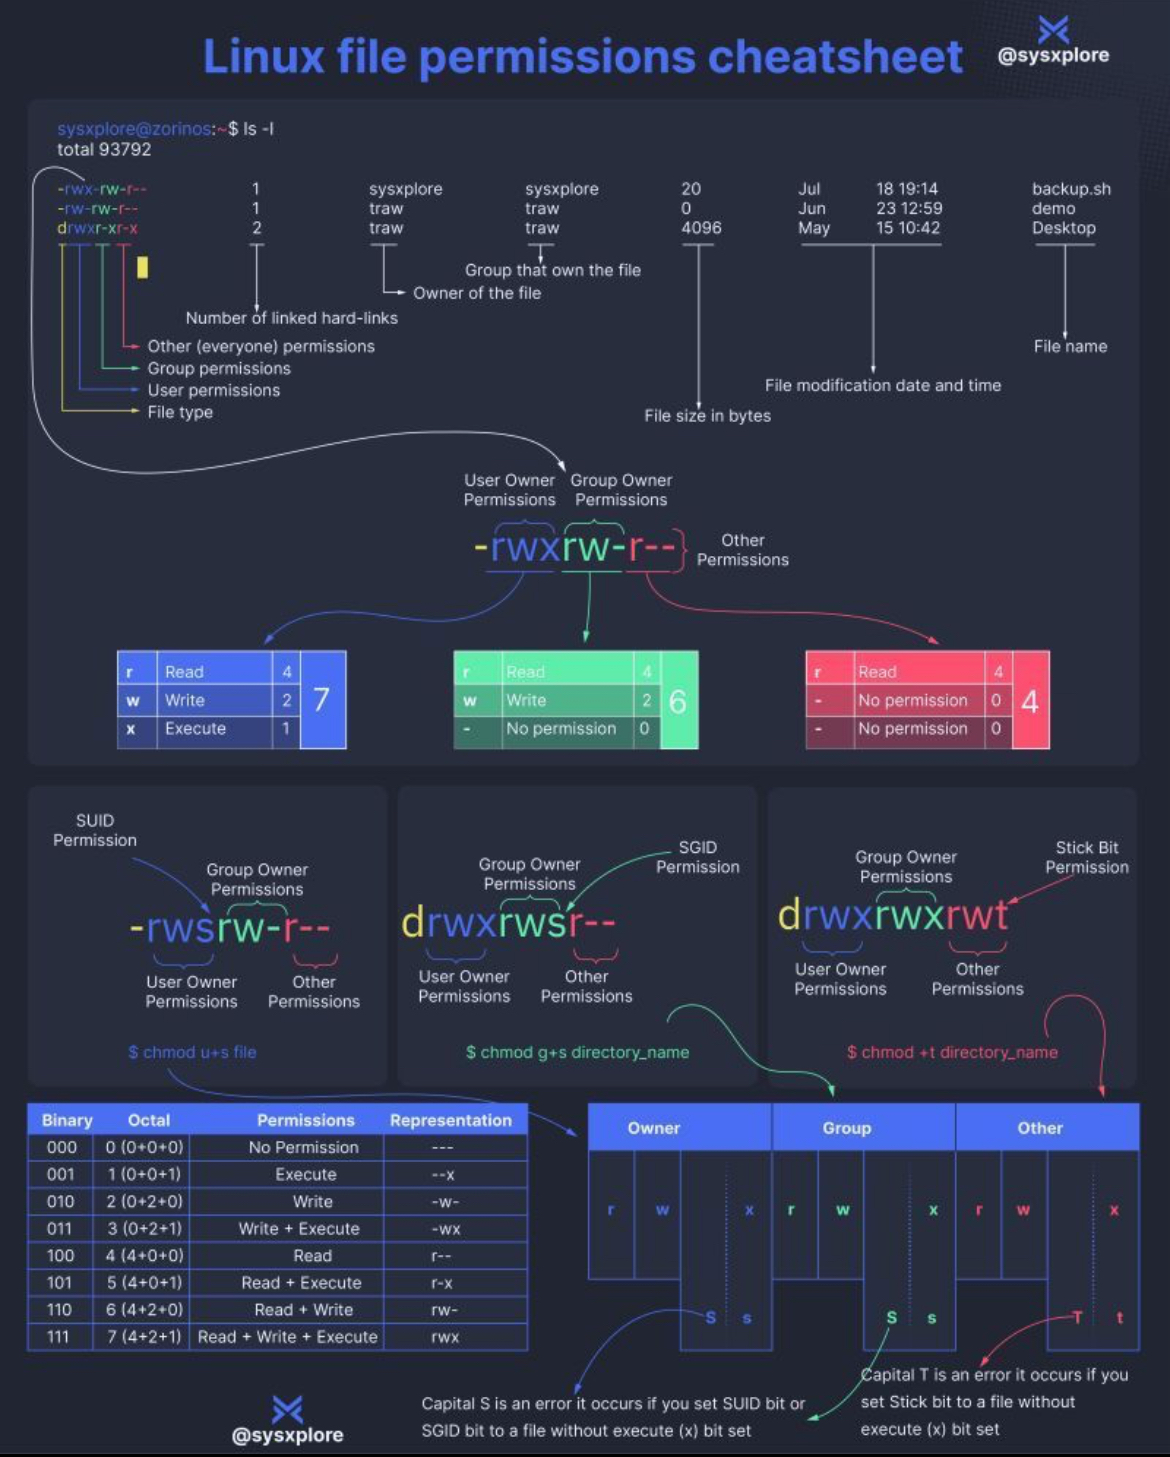 Linux file permissions cheatsheet
@sysxplore
sysxplore@zorinos:~$ ls -l
total 93792
-rwx-rw-r-- 1 sysxplore sysxplore 20 Jul 18 19:14 backup.sh
-rw-rw-r-- 1 traw traw 0 Jun 23 12:59 demo
drwxr-xr-x 2 traw traw 4096 May 15 10:42 Desktop
Group that own the file
Owner of the file
Number of linked hard-links
Other (everyone) permissions
Group permissions
User permissions
File type
File name
File modification date and time
File size in bytes
User Owner
Permissions
Group Owner
Permissions
-rwxrw-r--
Other
Permissions
r Read 4
w Write 2
x Execute 1
7
r Read 4
w Write 2
- No permission 0
6
r Read 4
- No permission 0
- No permission 0
4
SUID
Permission
Group Owner
Permissions
-rwsrw-r--
User Owner
Permissions
Other
Permissions
$ chmod u+s file
SGID
Permission
Group Owner
Permissions
drwxrwsr--
User Owner
Permissions
Other
Permissions
$ chmod g+s directory_name
Stick Bit
Permission
Group Owner
Permissions
drwxrwxrwt
User Owner
Permissions
Other
Permissions
$ chmod +t directory_name
Binary Octal Permissions Representation
000 0 (0+0+0) No Permission ---
001 1 (0+0+1) Execute --x
010 2 (0+2+0) Write -w-
011 3 (0+2+1) Write + Execute -wx
100 4 (4+0+0) Read r--
101 5 (4+0+1) Read + Execute r-x
110 6 (4+2+0) Read + Write rw-
111 7 (4+2+1) Read + Write + Execute rwx
Owner Group Other
r w x r w x r w x
S s S s T t
Capital S is an error it occurs if you set SUID bit or
SGID bit to a file without execute (x) bit set
Capital T is an error it occurs if you
set Stick bit to a file without
execute (x) bit set
@sysxplore